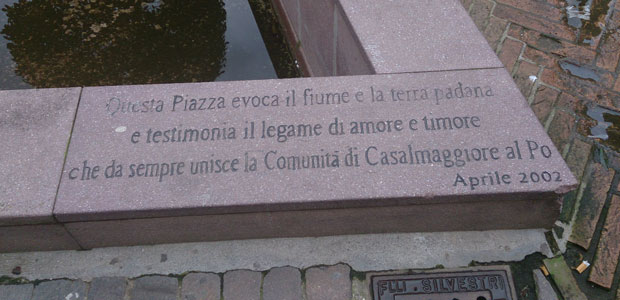 Questa Piazza evoca il fiume e la terra padana
e testimonia il legame di amore e timore
che da sempre unisce la Comunità di Casalmaggiore al Po
Aprile 2002
F.LLI SILVESTRI